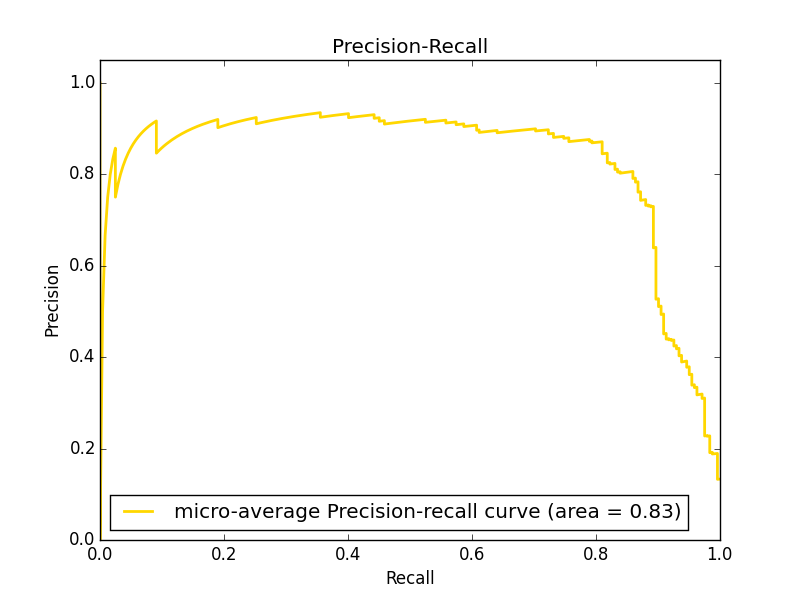 Precision-Recall
1.0
0.8
0.6
0.4
0.2
0.0
Precision
micro-average Precision-recall curve (area = 0.83)
0.0 0.2 0.4 0.6 0.8 1.0
Recall